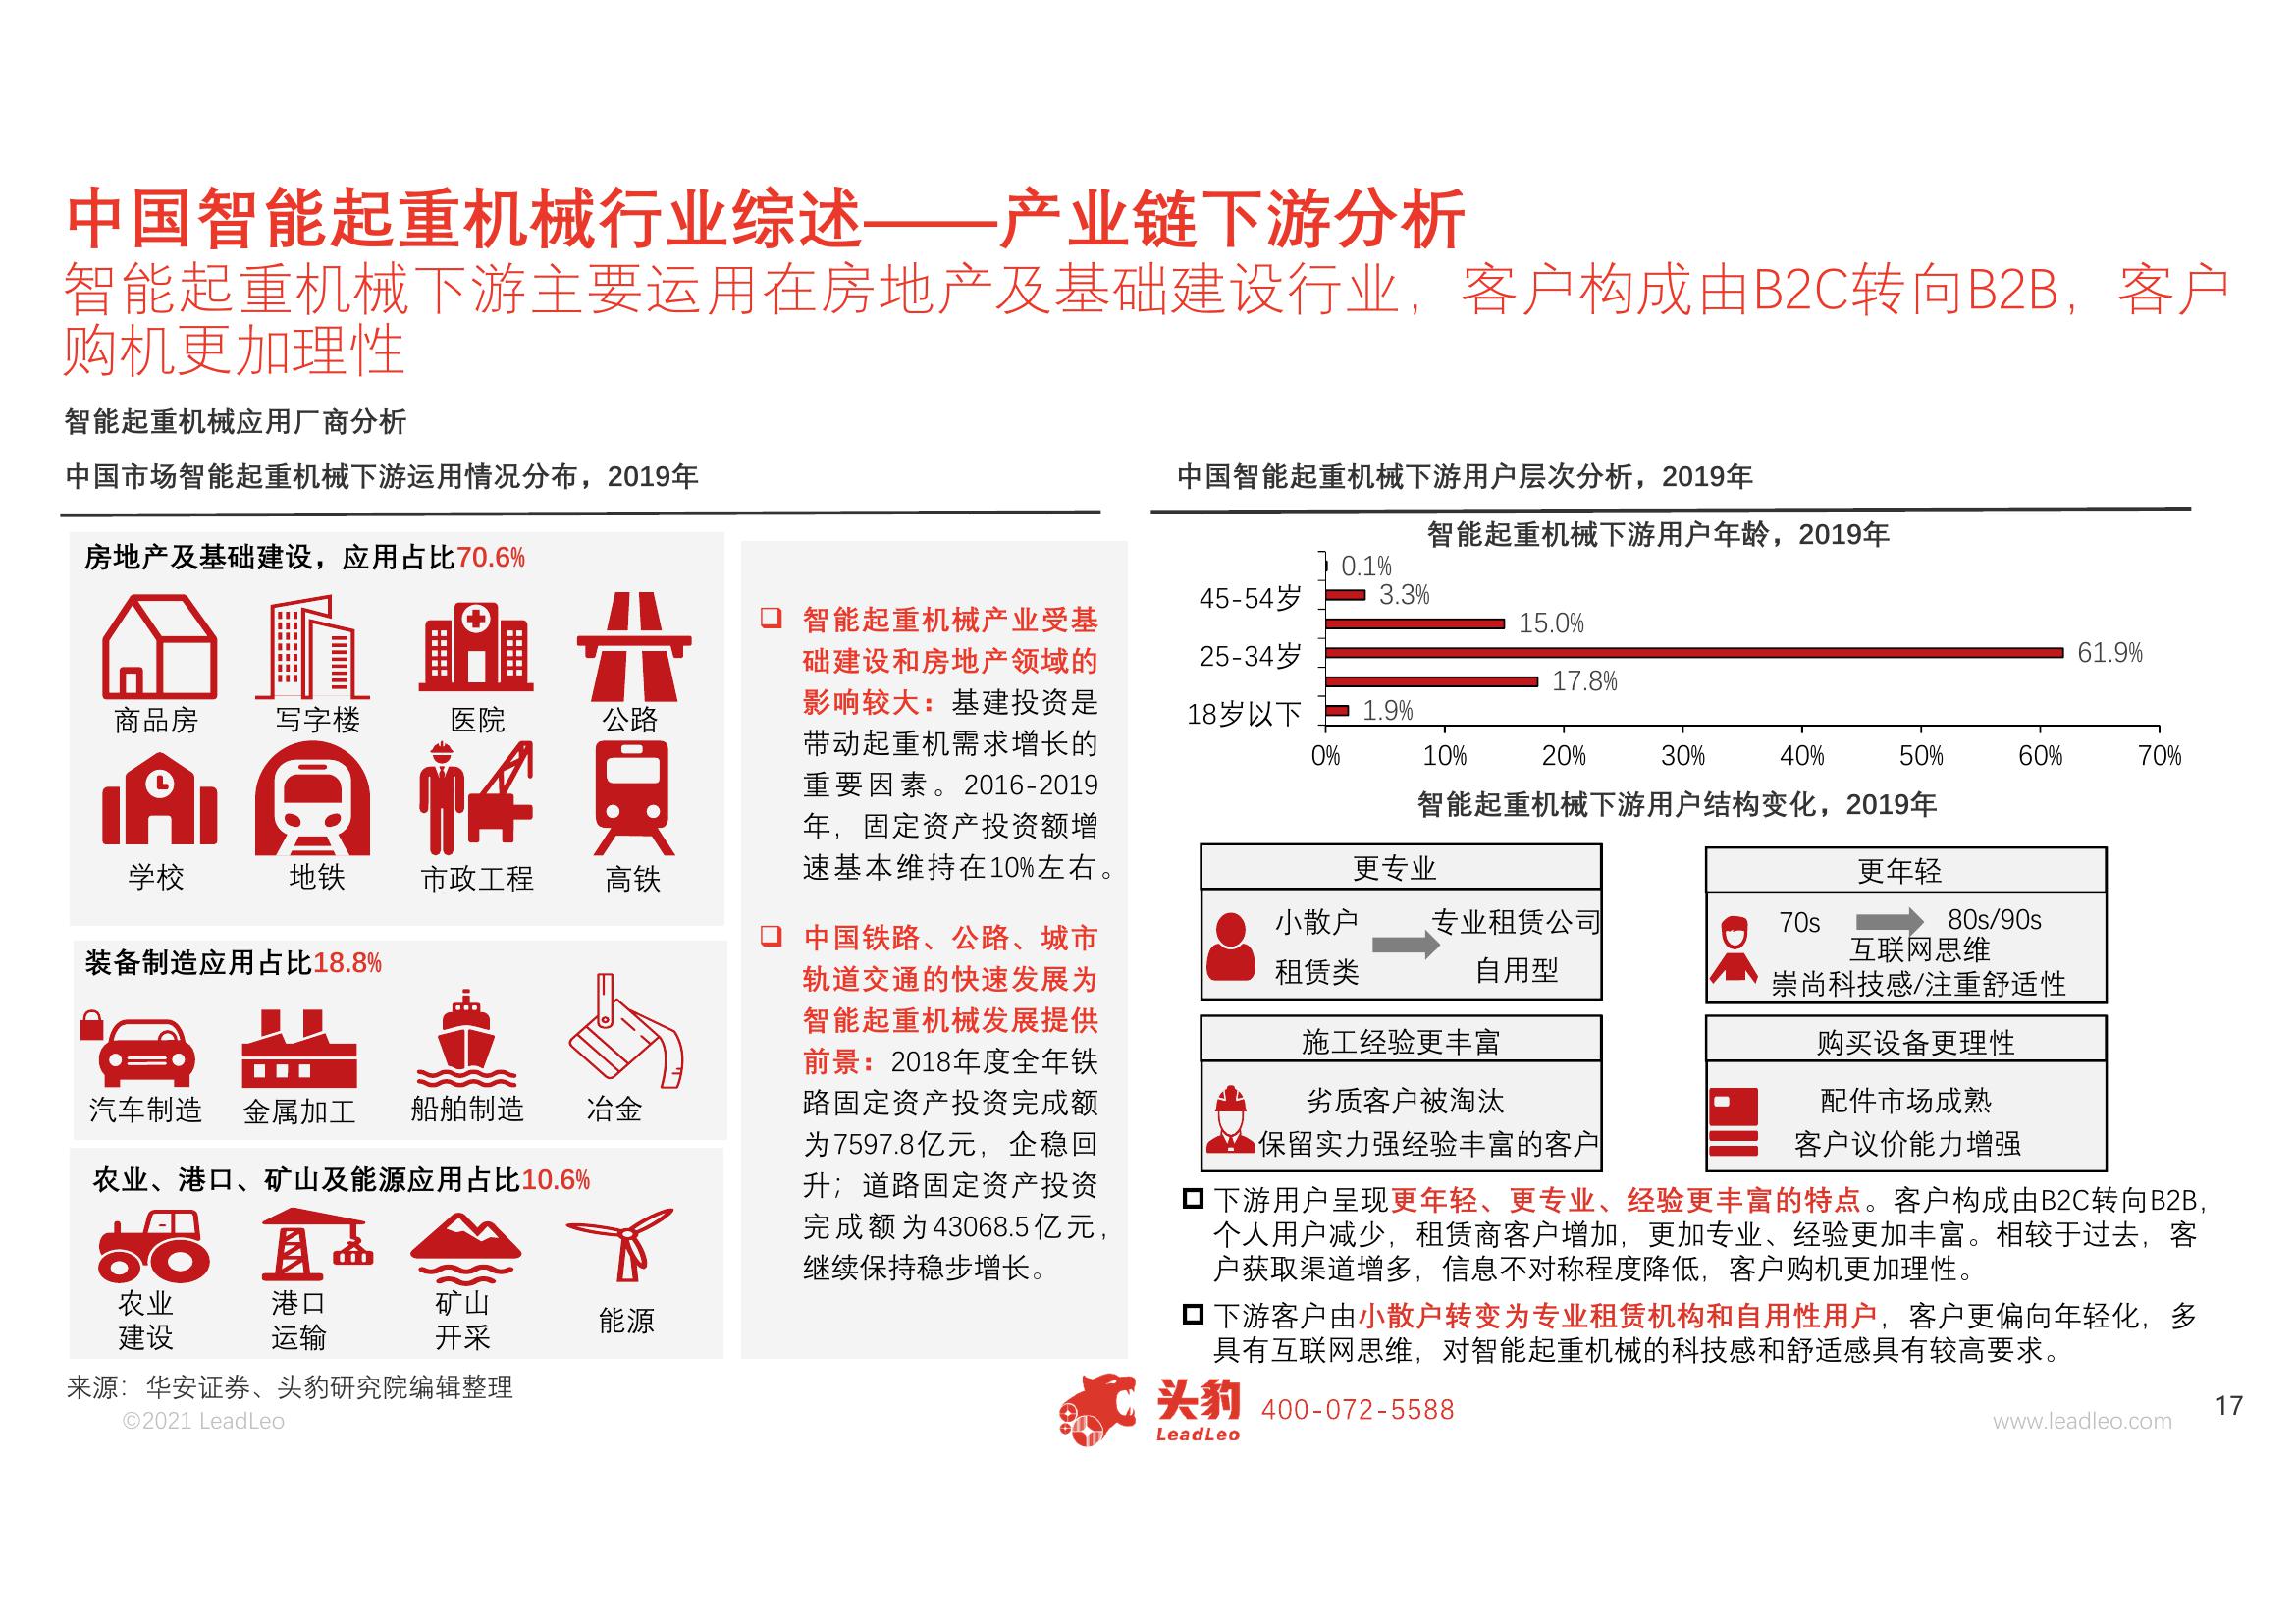 中国智能起重机械行业综述——产业链下游分析
智能起重机械下游主要运用在房地产及基础建设行业，客户构成由B2C转向B2B，客户
购机更加理性
智能起重机械应用厂商分析
中国市场智能起重机械下游运用情况分布，2019年
房地产及基础建设，应用占比70.6%
商品房 写字楼 医院 公路
学校 地铁 市政工程 高铁
装备制造应用占比18.8%
汽车制造 金属加工 船舶制造 冶金
农业、港口、矿山及能源应用占比10.6%
农业 港口 矿山 能源
建设 运输 开采
智能起重机械产业受基
础建设和房地产领域的
影响较大：基建投资是
带动起重机需求增长的
重要因素。2016-2019
年，固定资产投资额增
速基本维持在10%左右。
中国铁路、公路、城市
轨道交通的快速发展为
智能起重机械发展提供
前景：2018年度全年铁
路固定资产投资完成额
为7597.8亿元，企稳回
升；道路固定资产投资
完成额为43068.5亿元，
继续保持稳步增长。
中国智能起重机械下游用户层次分析，2019年
智能起重机械下游用户年龄，2019年
0.1%
45-54岁 3.3%
15.0%
25-34岁 61.9%
17.8%
18岁以下 1.9%
0% 10% 20% 30% 40% 50% 60% 70%
智能起重机械下游用户结构变化，2019年
更专业
小散户 专业租赁公司
租赁类 自用型
更年轻
70s 80s/90s
互联网思维
崇尚科技感/注重舒适性
施工经验更丰富
劣质客户被淘汰
保留实力强经验丰富的客户
购买设备更理性
配件市场成熟
客户议价能力增强
下游用户呈现更年轻、更专业、经验更丰富的特点。客户构成由B2C转向B2B，
个人用户减少，租赁商客户增加，更加专业、经验更加丰富。相较于过去，客
户获取渠道增多，信息不对称程度降低，客户购机更加理性。
下游客户由小散户转变为专业租赁机构和自用性用户，客户更偏向年轻化，多
具有互联网思维，对智能起重机械的科技感和舒适感具有较高要求。
来源：华安证券、头豹研究院编辑整理
©2021 LeadLeo
头豹
LeadLeo
400-072-5588
www.leadleo.com
17